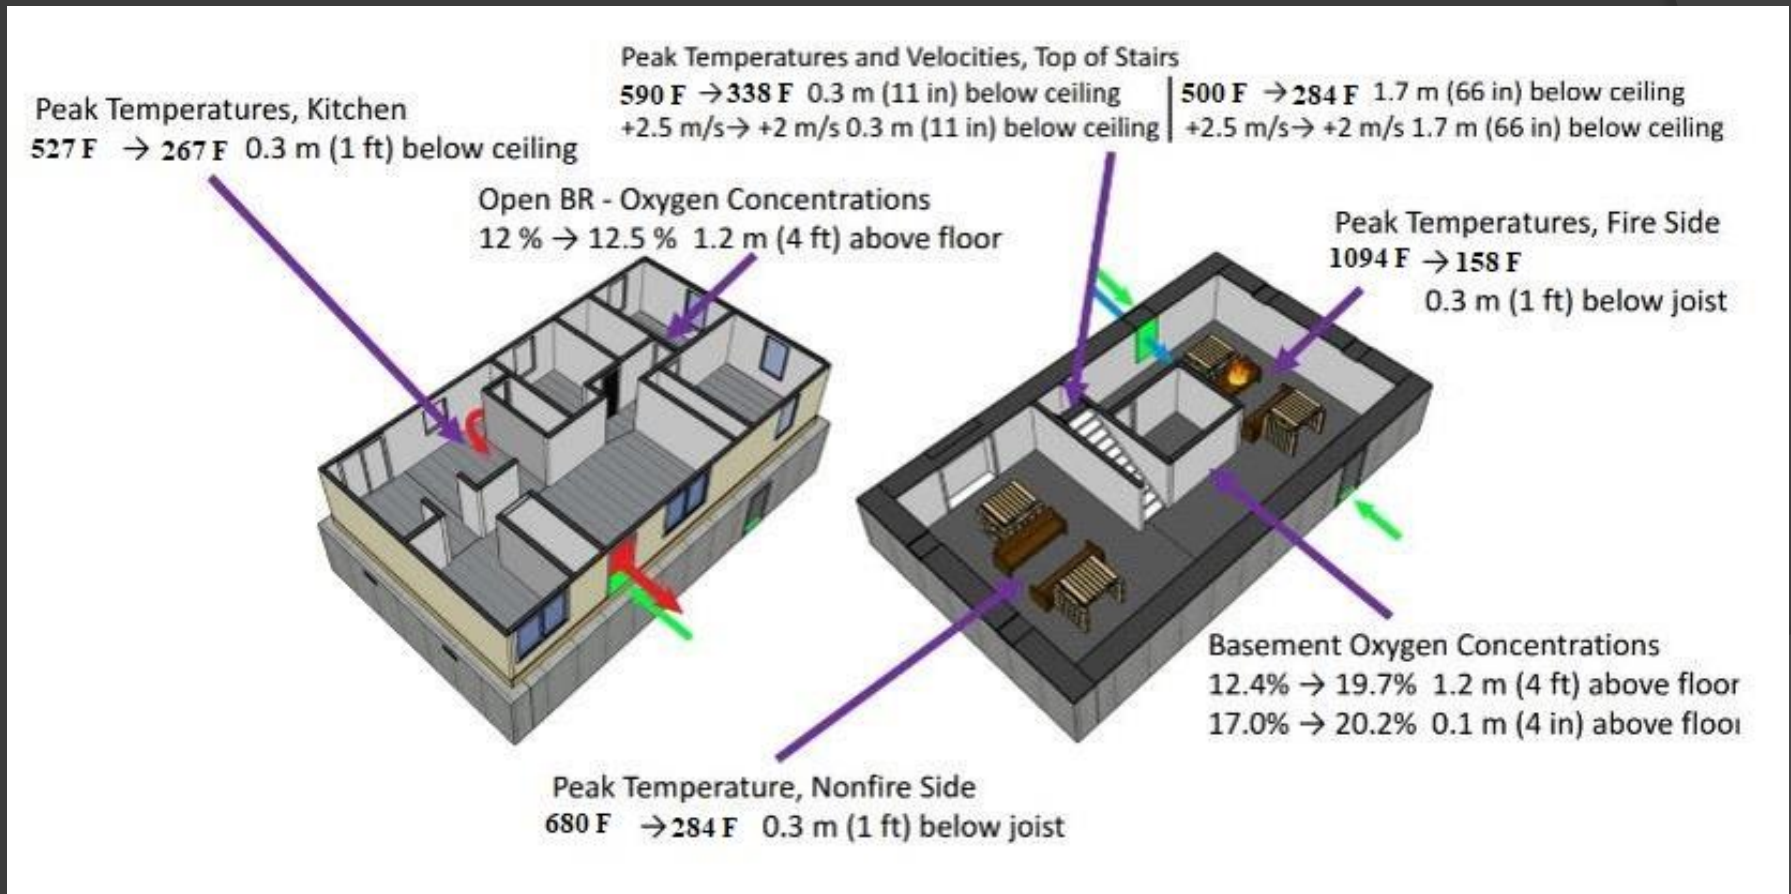 Peak Temperatures and Velocities, Top of Stairs
590 F →338 F 0.3 m (11 in) below ceiling
+2.5 m/s→ +2 m/s 0.3 m (11 in) below ceiling
500 F →284 F 1.7 m (66 in) below ceiling
+2.5 m/s→ +2 m/s 1.7 m (66 in) below ceiling
Peak Temperatures, Kitchen
527 F → 267 F 0.3 m (1 ft) below ceiling
Open BR - Oxygen Concentrations
12 % → 12.5 % 1.2 m (4 ft) above floor
Peak Temperatures, Fire Side
1094 F →158 F
0.3 m (1 ft) below joist
Basement Oxygen Concentrations
12.4% → 19.7% 1.2 m (4 ft) above floor
17.0% → 20.2% 0.1 m (4 in) above floor
Peak Temperature, Nonfire Side
680 F →284 F 0.3 m (1 ft) below joist